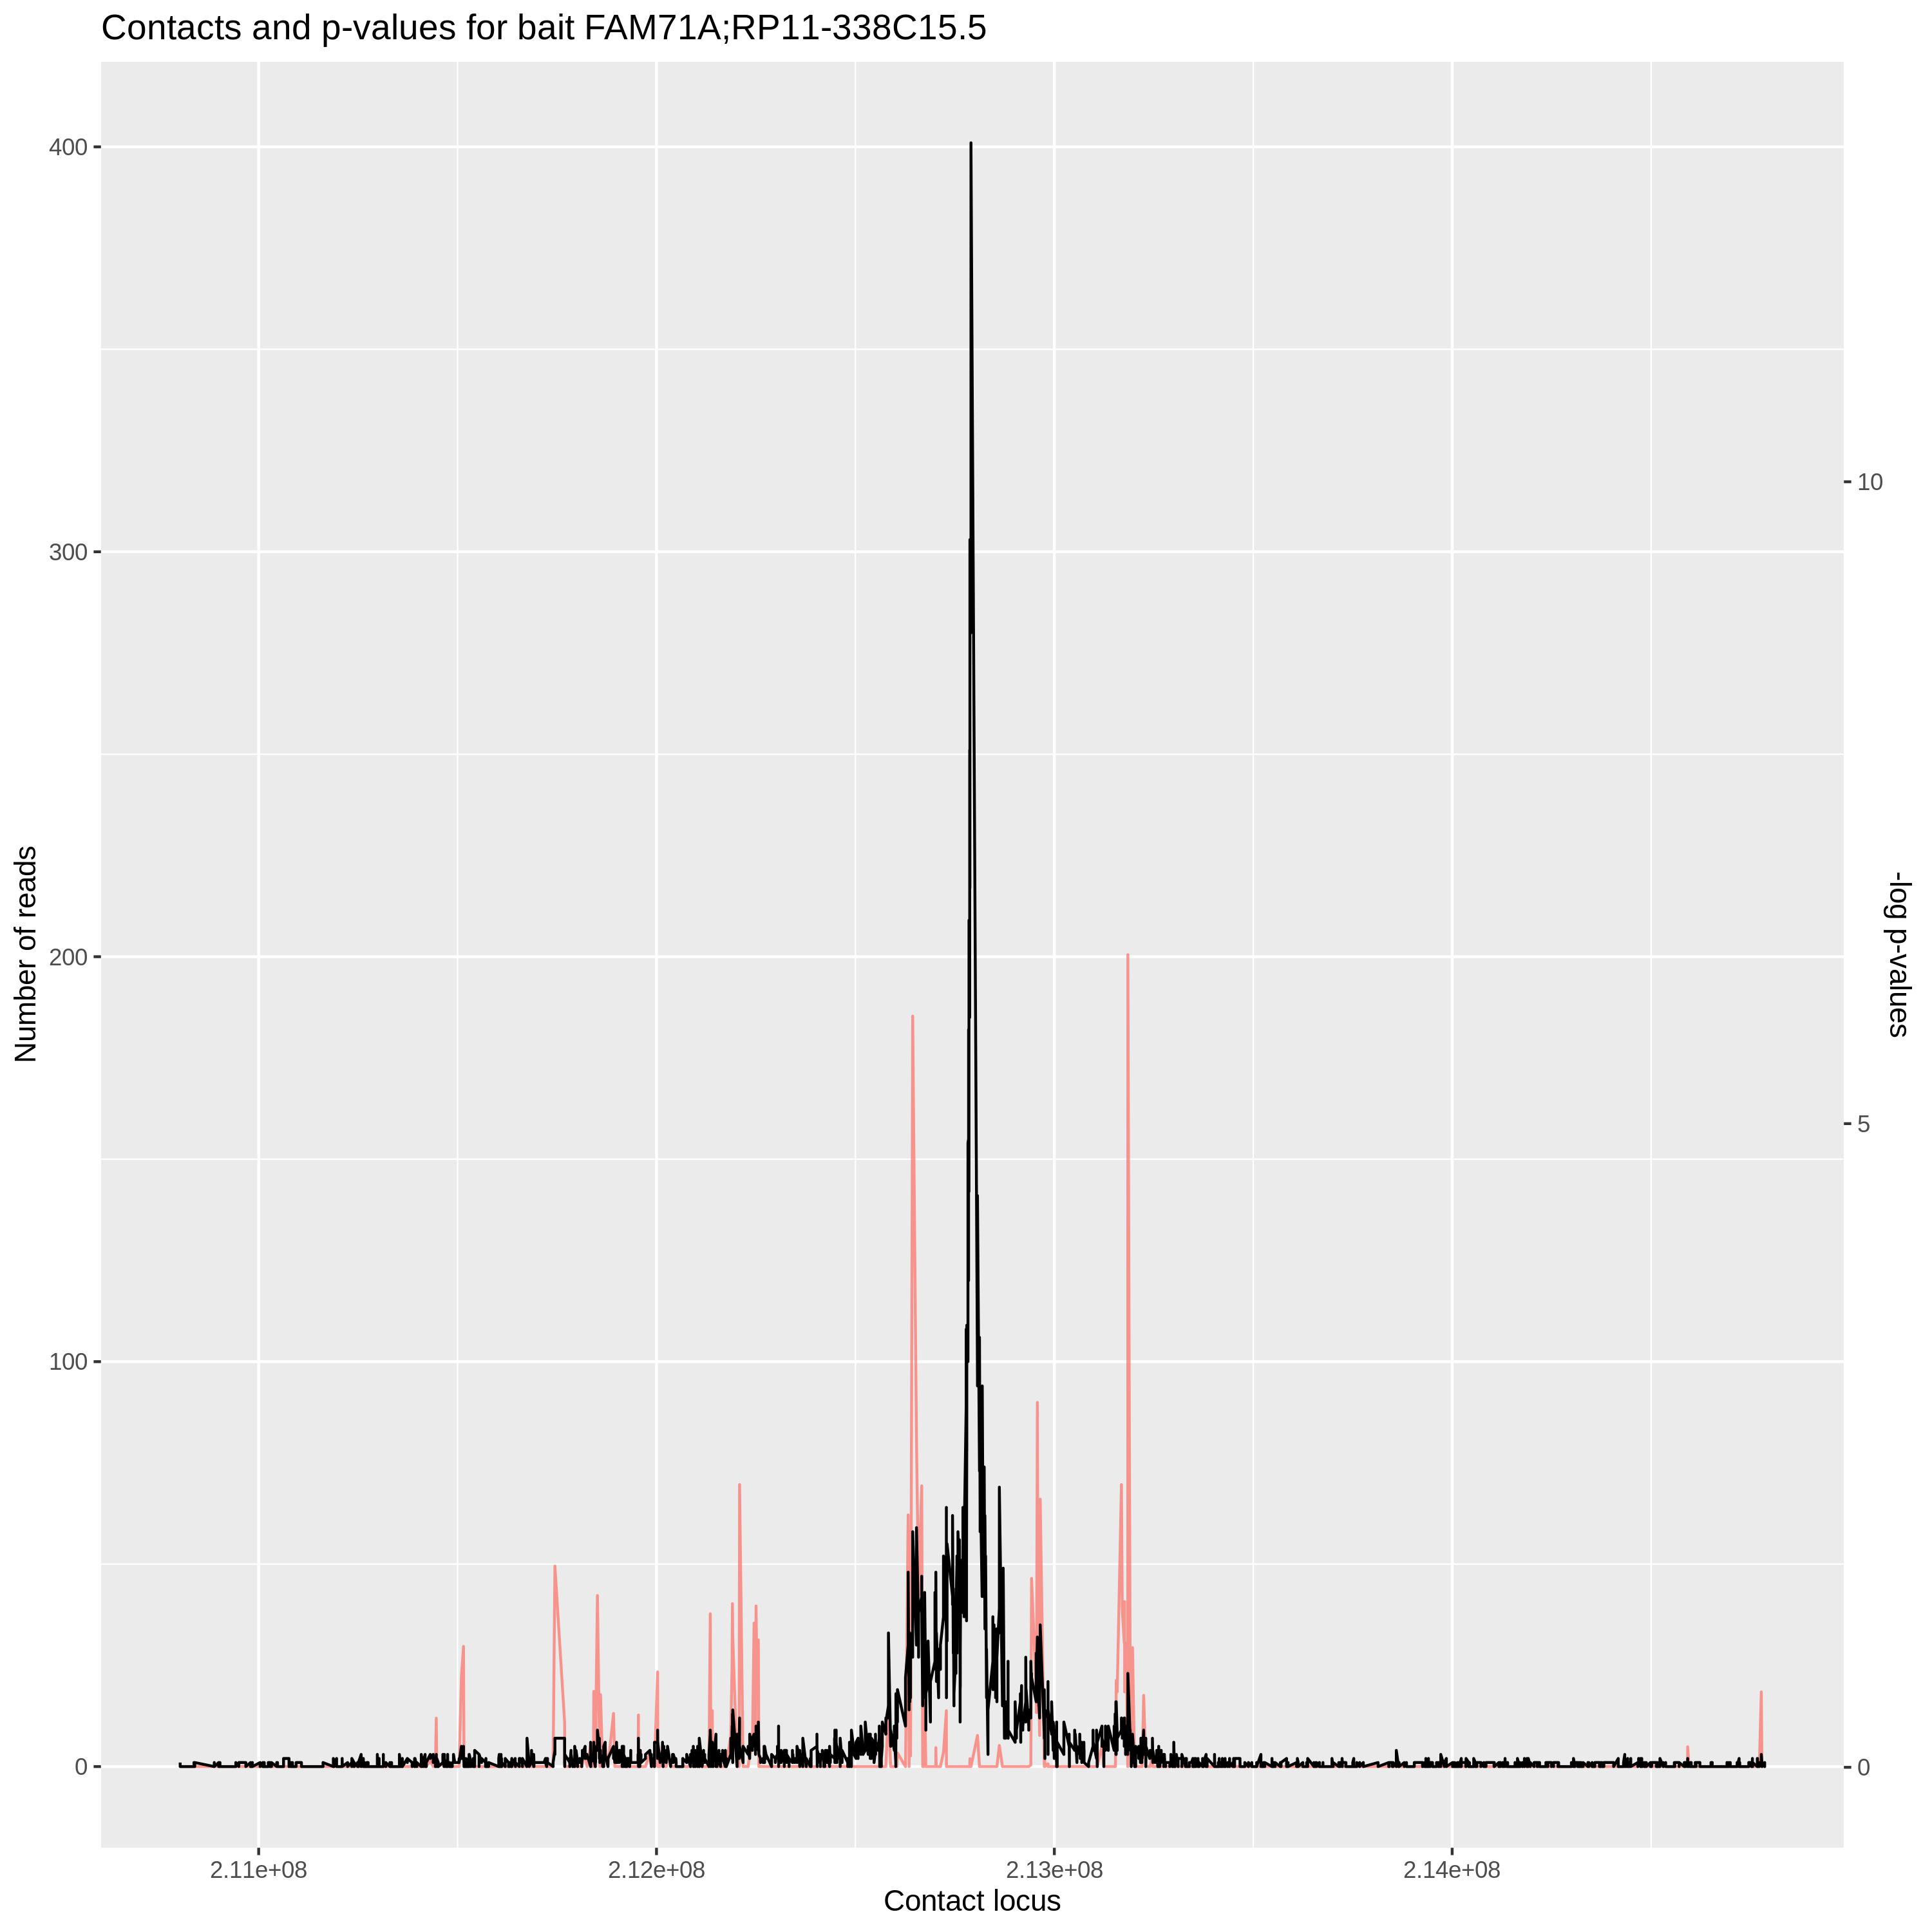 Contacts and p-values for bait FAM71A;RP11-338C15.5
400
300
200
100
0
Number of reads
10
5
0
-log p-values
2.11e+08
2.12e+08
2.13e+08
2.14e+08
Contact locus